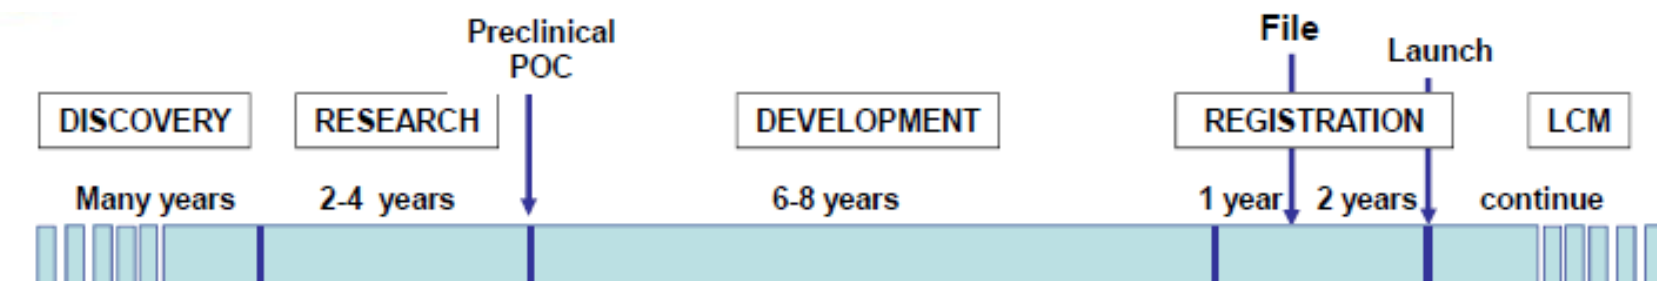 Preclinical
POC
File
Launch
DISCOVERY
RESEARCH
DEVELOPMENT
REGISTRATION
LCM
Many years
2-4 years
6-8 years
1 year
2 years
continue